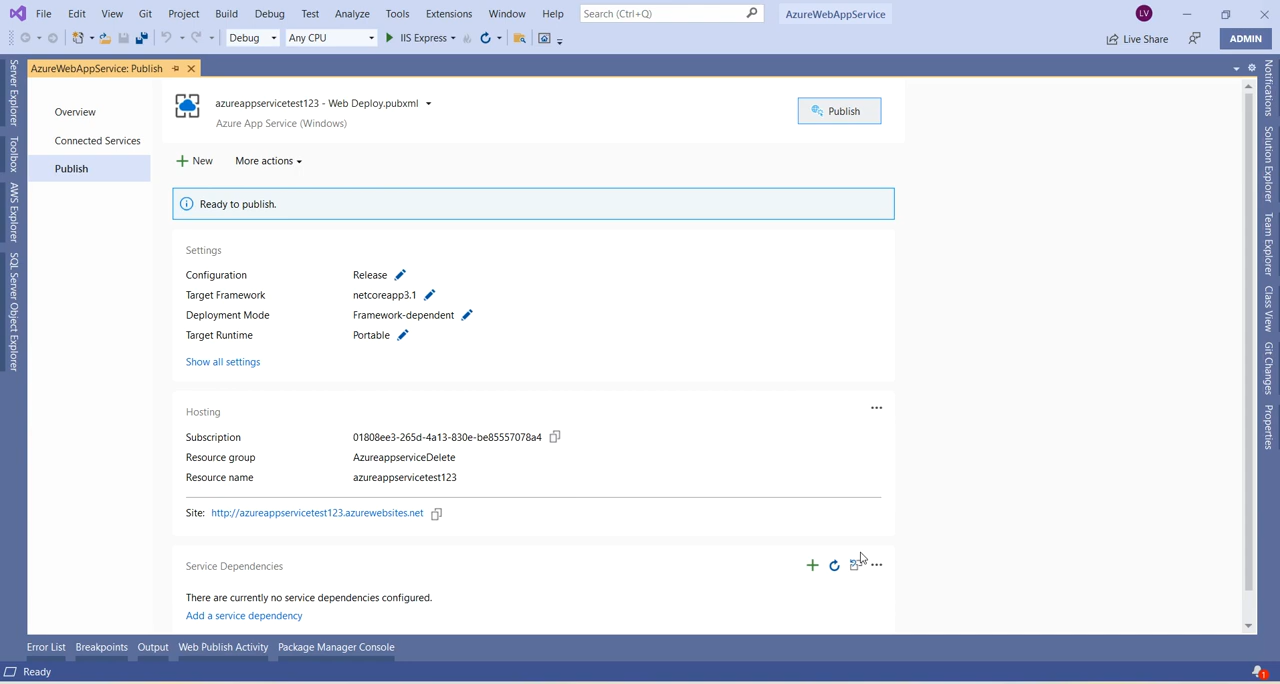 File Edit View Git Project Build Debug Test Analyze Tools Extensions Window Help Search (Ctrl+Q) AzureWebAppService LV
Debug Any CPU IIS Express Live Share ADMIN
AzureWebAppService: Publish
Server Explorer
Toolbox
AWS Explorer
SQL Server Object Explorer
Overview
Connected Services
Publish
azureappservicetest123 - Web Deploy.pubxml
Azure App Service (Windows)
Publish
New More actions
Ready to publish.
Settings
Configuration Release
Target Framework netcoreapp3.1
Deployment Mode Framework-dependent
Target Runtime Portable
Show all settings
Hosting
Subscription 01808ee3-265d-4a13-830e-be85557078a4
Resource group AzureappserviceDelete
Resource name azureappservicetest123
Site: http://azureappservicetest123.azurewebsites.net
Service Dependencies
There are currently no service dependencies configured.
Add a service dependency
Notifications
Solution Explorer
Team Explorer
Class View
Git Changes
Properties
Error List Breakpoints Output Web Publish Activity Package Manager Console
Ready 1